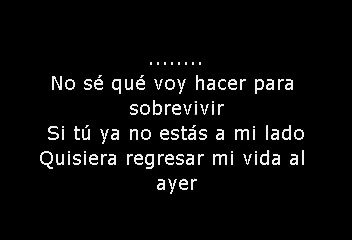 ........
No sé qué voy hacer para
sobrevivir
Si tú ya no estás a mi lado
Quisiera regresar mi vida al
ayer